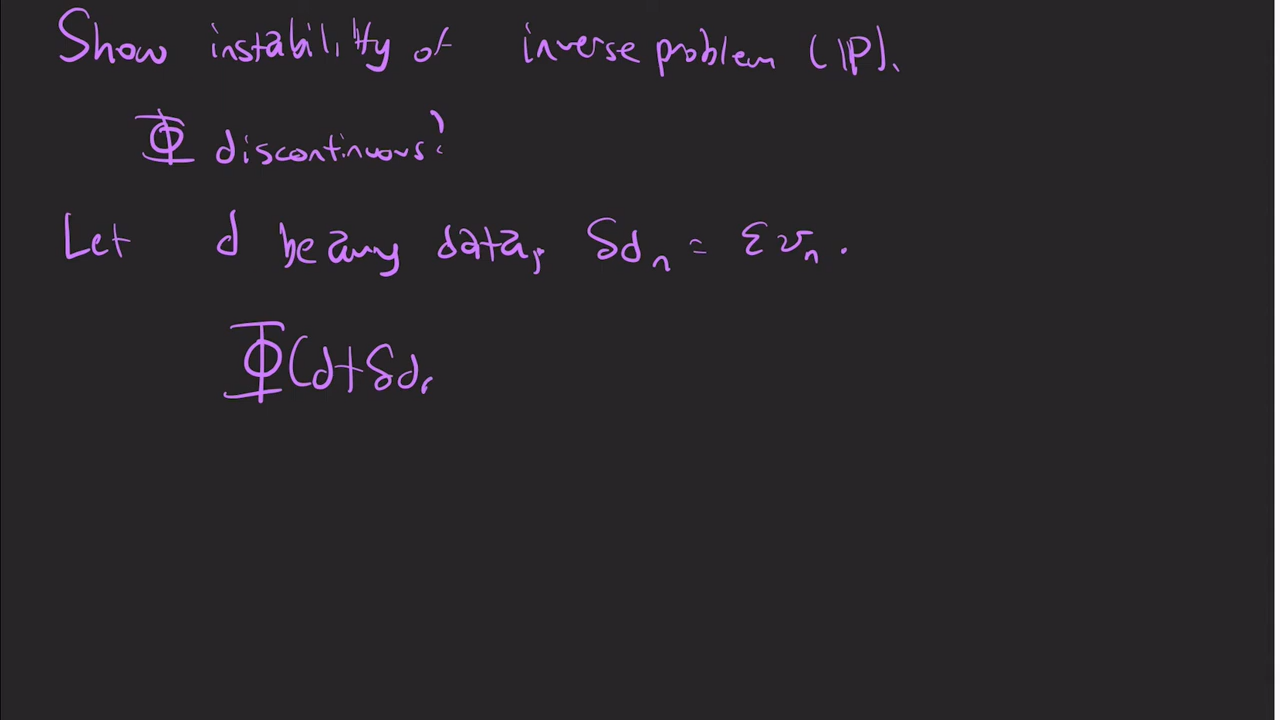 Show instability of inverse problem (IP).
Φ discontinuous?
Let d be any data, δd_n = εv_n.
Φ(d+δd